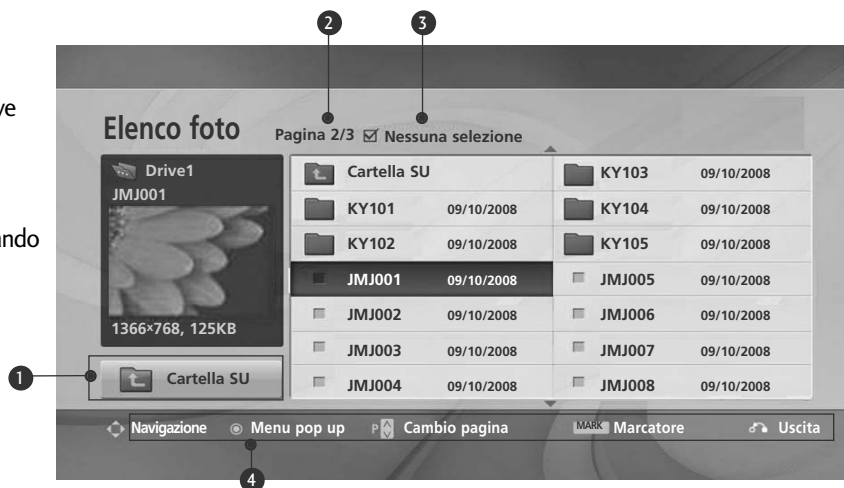 2 3
ve
ando
Elenco foto Pagina 2/3 Nessuna selezione
Drive1
JMJ001
1366×768, 125KB
1 Cartella SU
Cartella SU
KY101 09/10/2008
KY102 09/10/2008
JMJ001 09/10/2008
JMJ002 09/10/2008
JMJ003 09/10/2008
JMJ004 09/10/2008
KY103 09/10/2008
KY104 09/10/2008
KY105 09/10/2008
JMJ005 09/10/2008
JMJ006 09/10/2008
JMJ007 09/10/2008
JMJ008 09/10/2008
Navigazione Menu pop up P Cambio pagina MARK Marcatore Uscita
4